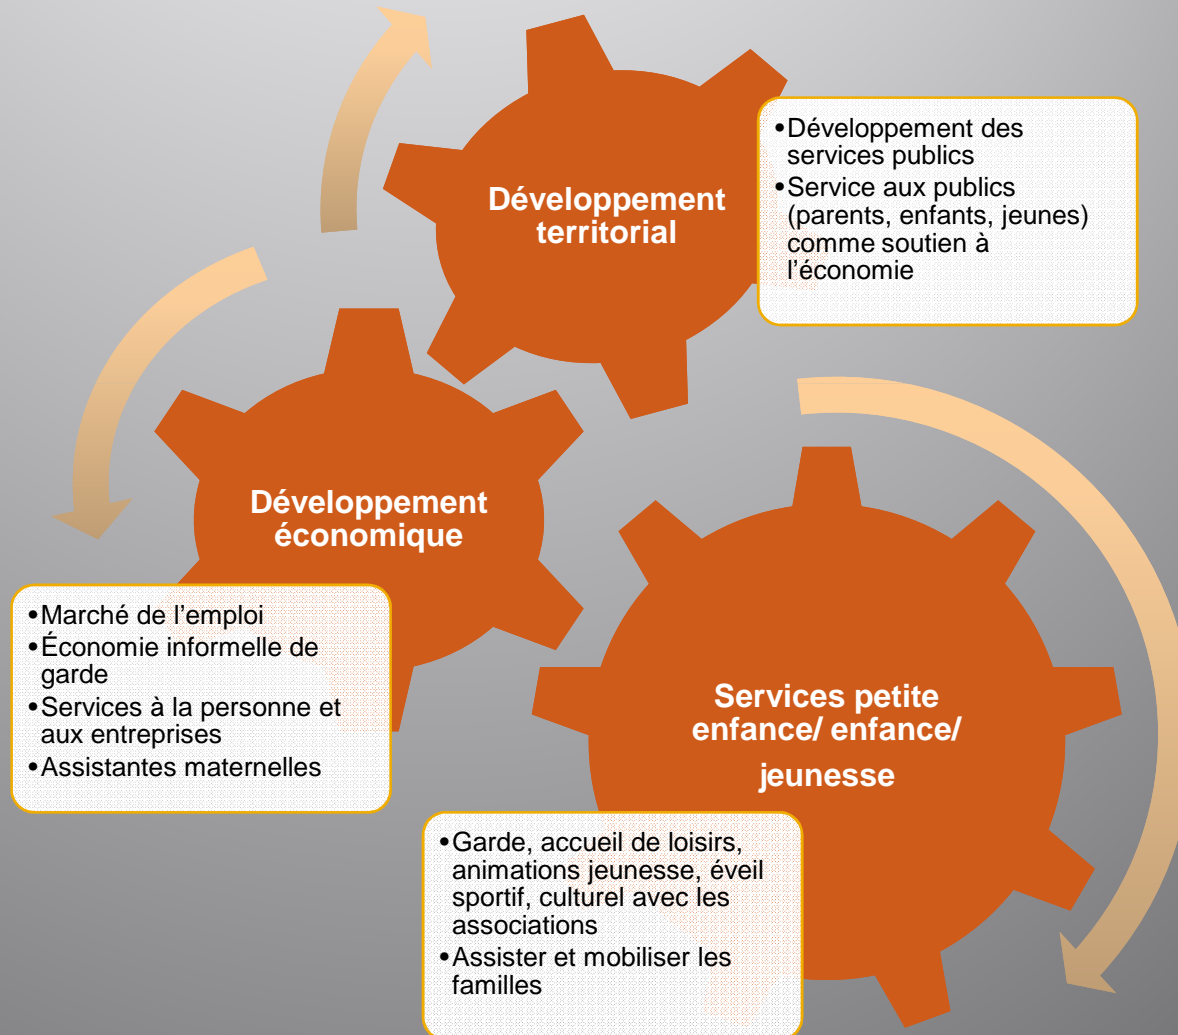 Développement
territorial
•Développement des
services publics
•Service aux publics
(parents, enfants, jeunes)
comme soutien à
l’économie
Développement
économique
•Marché de l’emploi
•Économie informelle de
garde
•Services à la personne et
aux entreprises
•Assistantes maternelles
Services petite
enfance/ enfance/
jeunesse
•Garde, accueil de loisirs,
animations jeunesse, éveil
sportif, culturel avec les
associations
•Assister et mobiliser les
familles